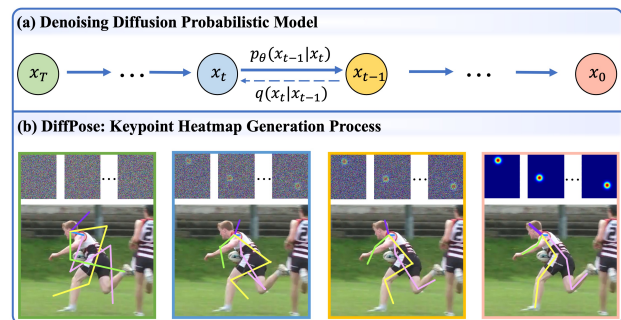 (a) Denoising Diffusion Probabilistic Model
x_T ... x_t p_θ(x_{t-1}|x_t) x_{t-1} ... x_0
q(x_t|x_{t-1})
(b) DiffPose: Keypoint Heatmap Generation Process
... ... ... ...